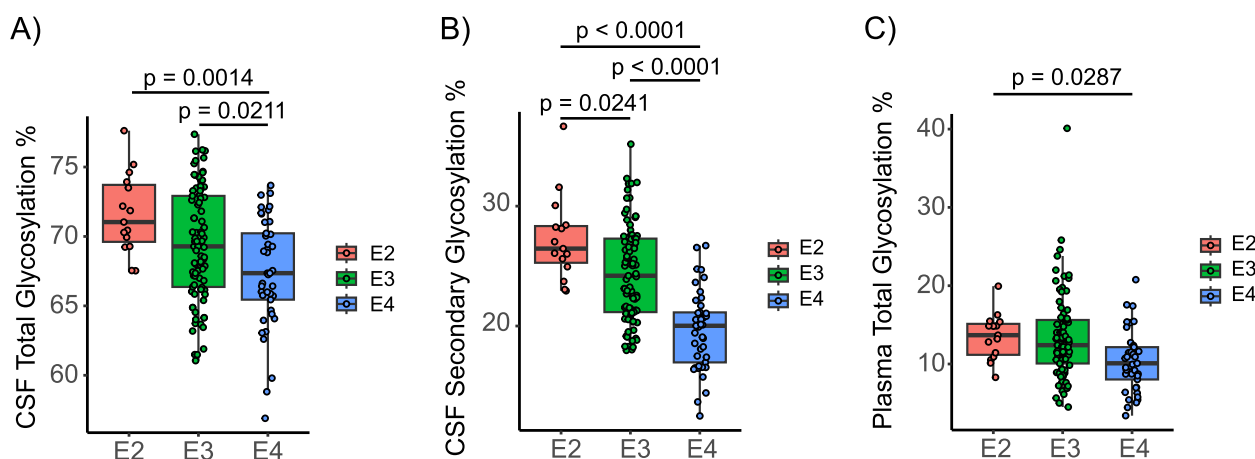 A)
CSF Total Glycosylation %
p = 0.0014
p = 0.0211
75
70
65
60
E2
E3
E4
E2
E3
E4
B)
CSF Secondary Glycosylation %
p < 0.0001
p < 0.0001
p = 0.0241
30
20
E2
E3
E4
E2
E3
E4
C)
Plasma Total Glycosylation %
p = 0.0287
40
30
20
10
E2
E3
E4
E2
E3
E4